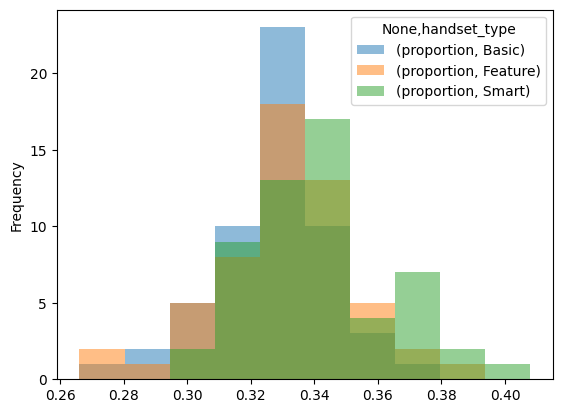 None,handset_type
(proportion, Basic)
(proportion, Feature)
(proportion, Smart)
Frequency
20
15
10
5
0
0.26 0.28 0.30 0.32 0.34 0.36 0.38 0.40